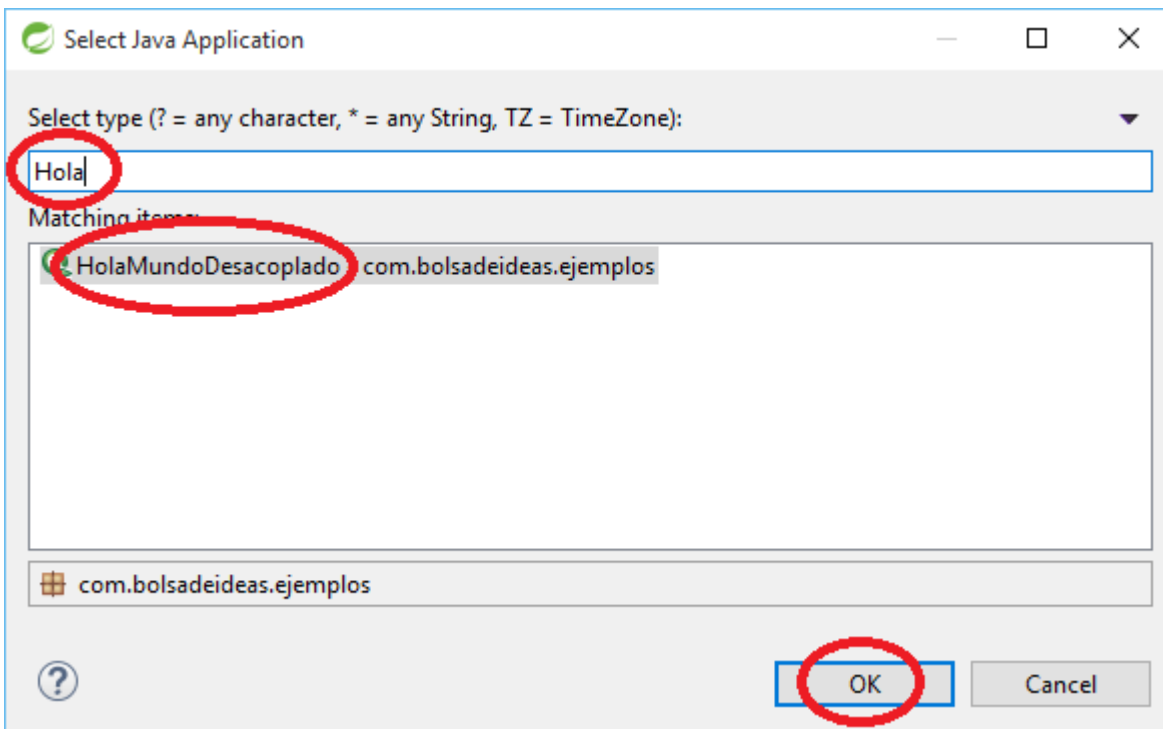 Select Java Application
Select type (? = any character, * = any String, TZ = TimeZone):
Hola
Matching items:
HolaMundoDesacoplado - com.bolsadeideas.ejemplos
com.bolsadeideas.ejemplos
? OK Cancel